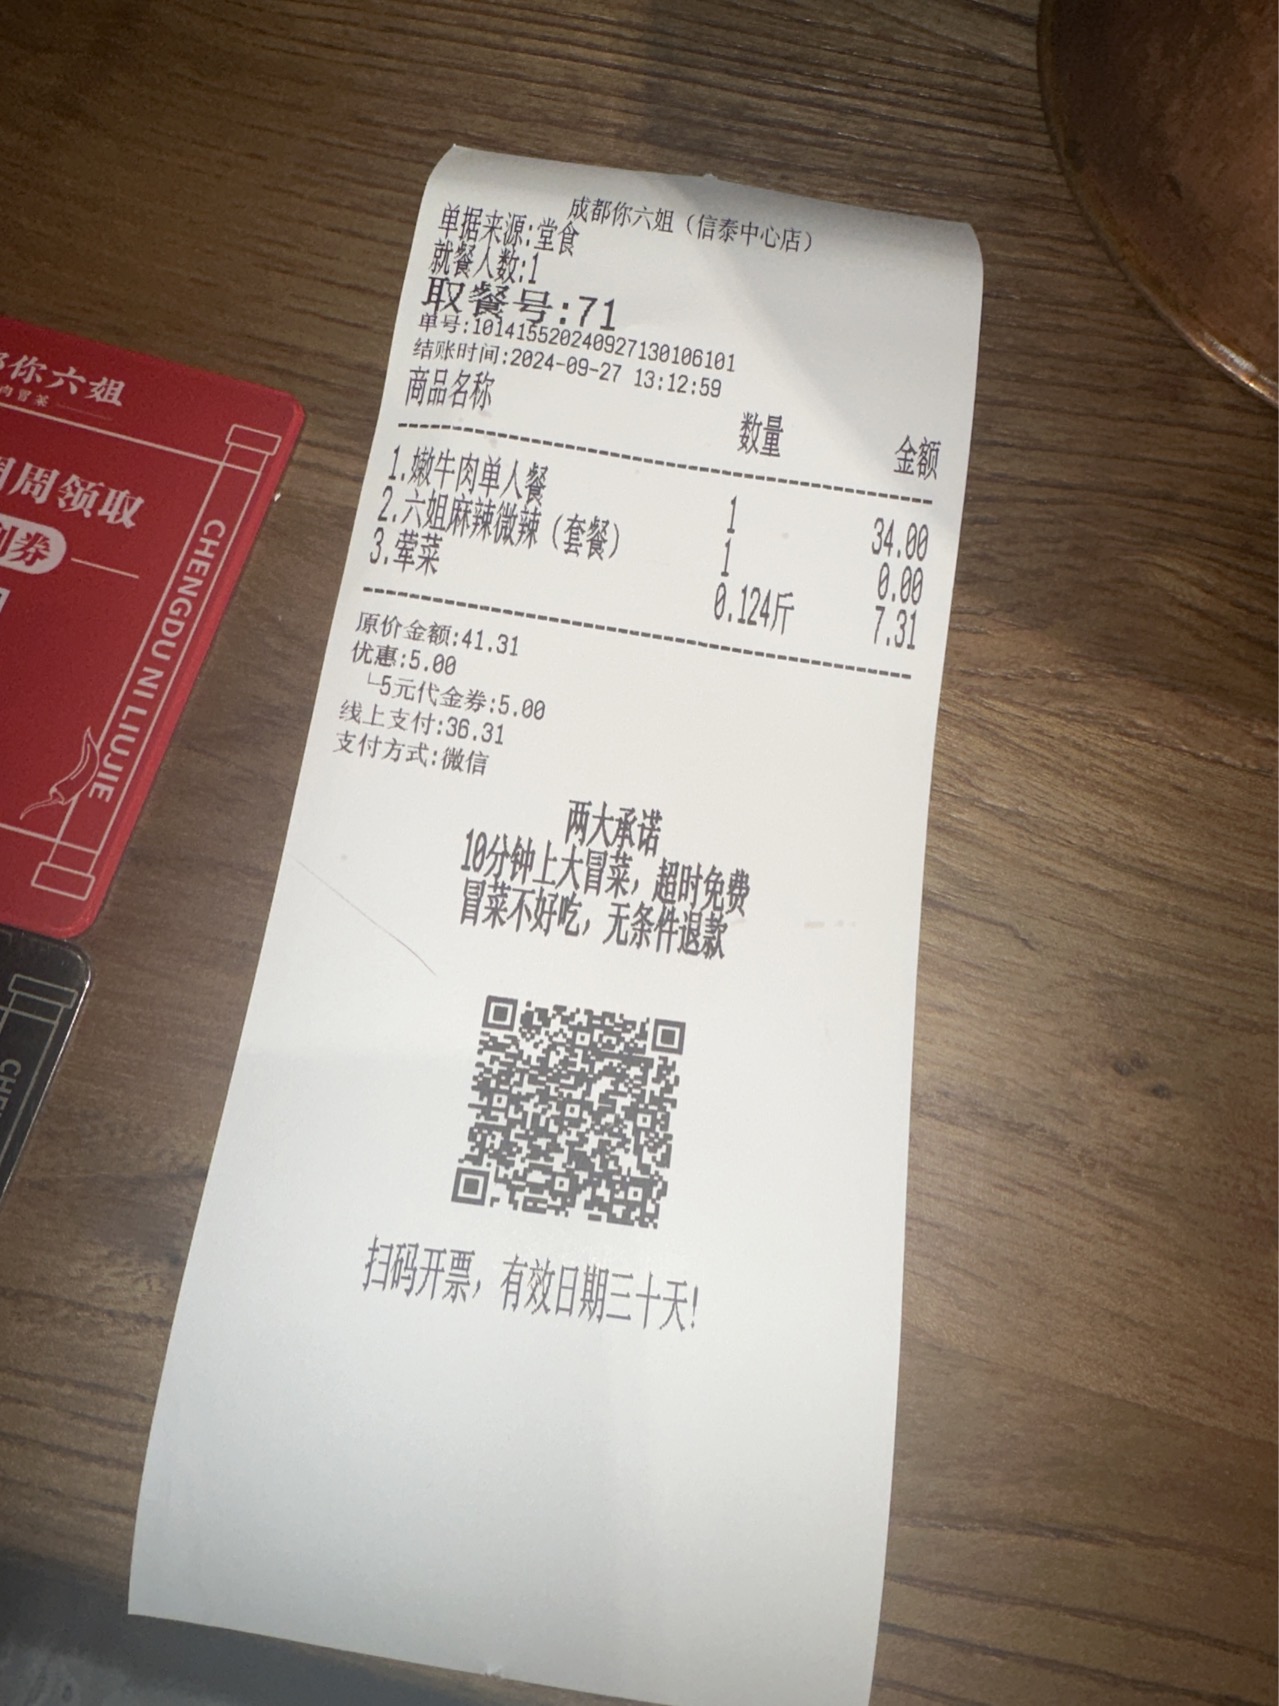 成都你六姐（信泰中心店）
单据来源:堂食
就餐人数:1
取餐号:71
单号:101415520240927130106101
结账时间:2024-09-27 13:12:59
商品名称 数量 金额
1.嫩牛肉单人餐 1 34.00
2.六姐麻辣微辣（套餐） 1 0.00
3.荤菜 0.124斤 7.31
原价金额:41.31
优惠:5.00
└5元代金券:5.00
线上支付:36.31
支付方式:微信
两大承诺
10分钟上大冒菜，超时免费
冒菜不好吃，无条件退款
扫码开票，有效日期三十天!
你六姐
肉冒菜
周领取
券
CHENGDU NI LIUJIE